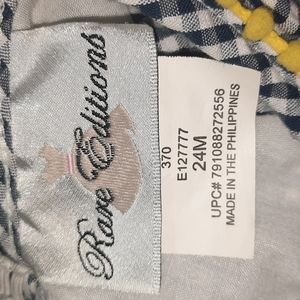 Rare Editions
370
E127777
24M
UPC# 791088272556
MADE IN THE PHILIPPINES